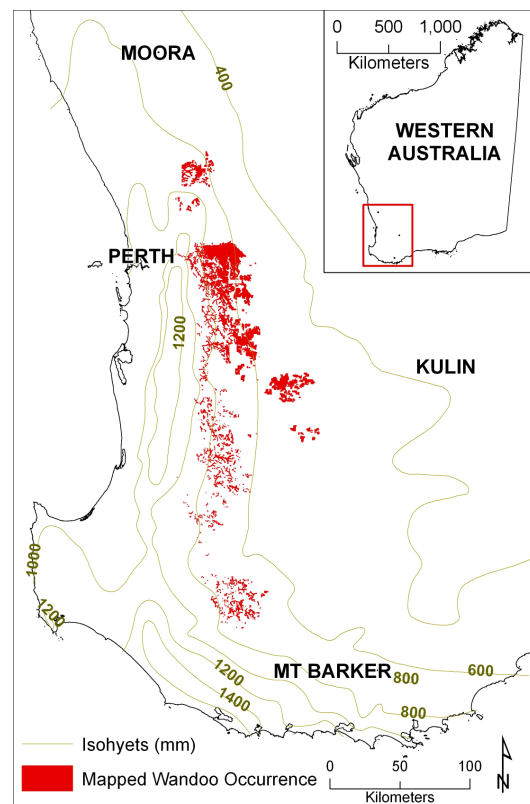 MOORA
400
0 500 1,000
Kilometers
WESTERN
AUSTRALIA
PERTH
1200
KULIN
1000
1200
MT BARKER
600
800
1200
1400
800
Isohyets (mm)
Mapped Wandoo Occurrence
0 50 100
Kilometers
N